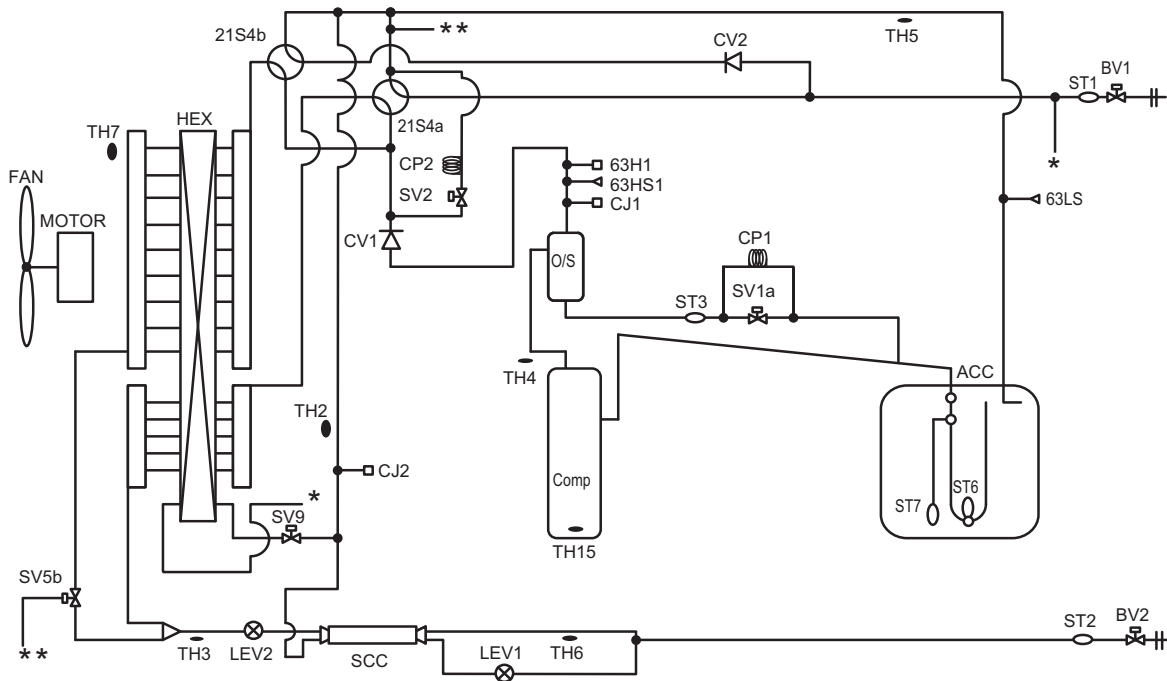 21S4b
**
TH5
CV2
ST1
BV1
21S4a
TH7
HEX
CP2
63H1
63HS1
SV2
CJ1
*
FAN
MOTOR
CV1
63LS
O/S
CP1
SV1a
ST3
TH4
ACC
TH2
CJ2
Comp
ST6
ST7
*
SV9
TH15
SV5b
**
TH3
LEV2
SCC
LEV1
TH6
ST2
BV2